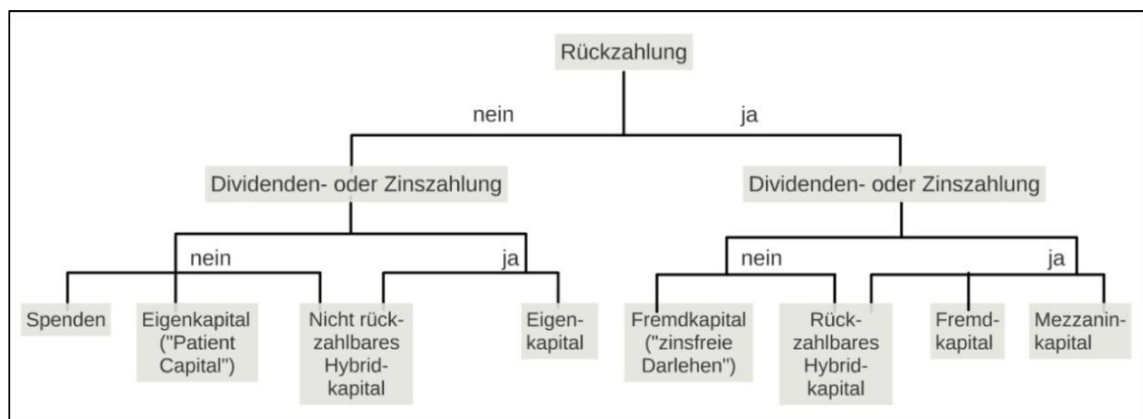 Rückzahlung
nein
ja
Dividenden- oder Zinszahlung
Dividenden- oder Zinszahlung
nein
ja
nein
ja
Spenden
Eigenkapital
("Patient
Capital")
Nicht rück-
zahlbares
Hybrid-
kapital
Eigen-
kapital
Fremdkapital
("zinsfreie
Darlehen")
Rück-
zahlbares
Hybrid-
kapital
Fremd-
kapital
Mezzanin-
kapital